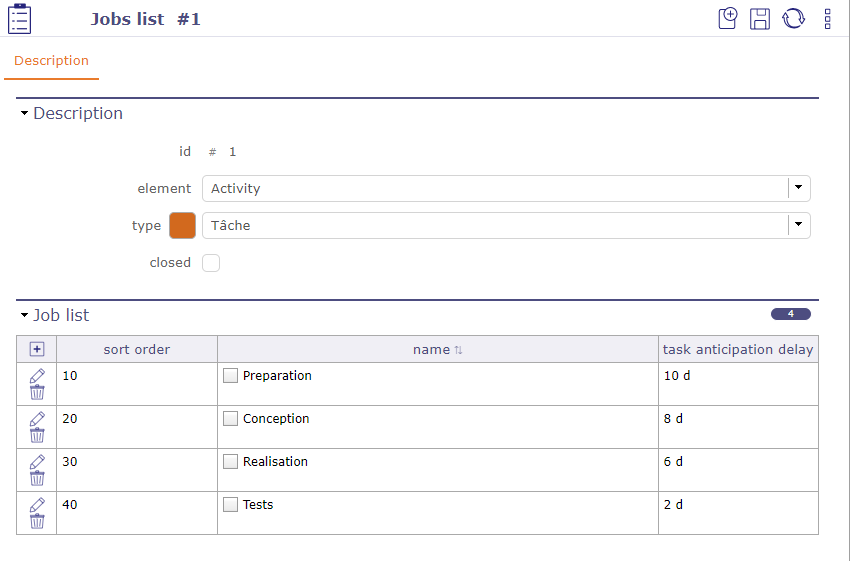 Jobs list #1
Description
Description
id # 1
element Activity
type Tâche
closed
Job list 4
sort order name task anticipation delay
10 Preparation 10 d
20 Conception 8 d
30 Realisation 6 d
40 Tests 2 d